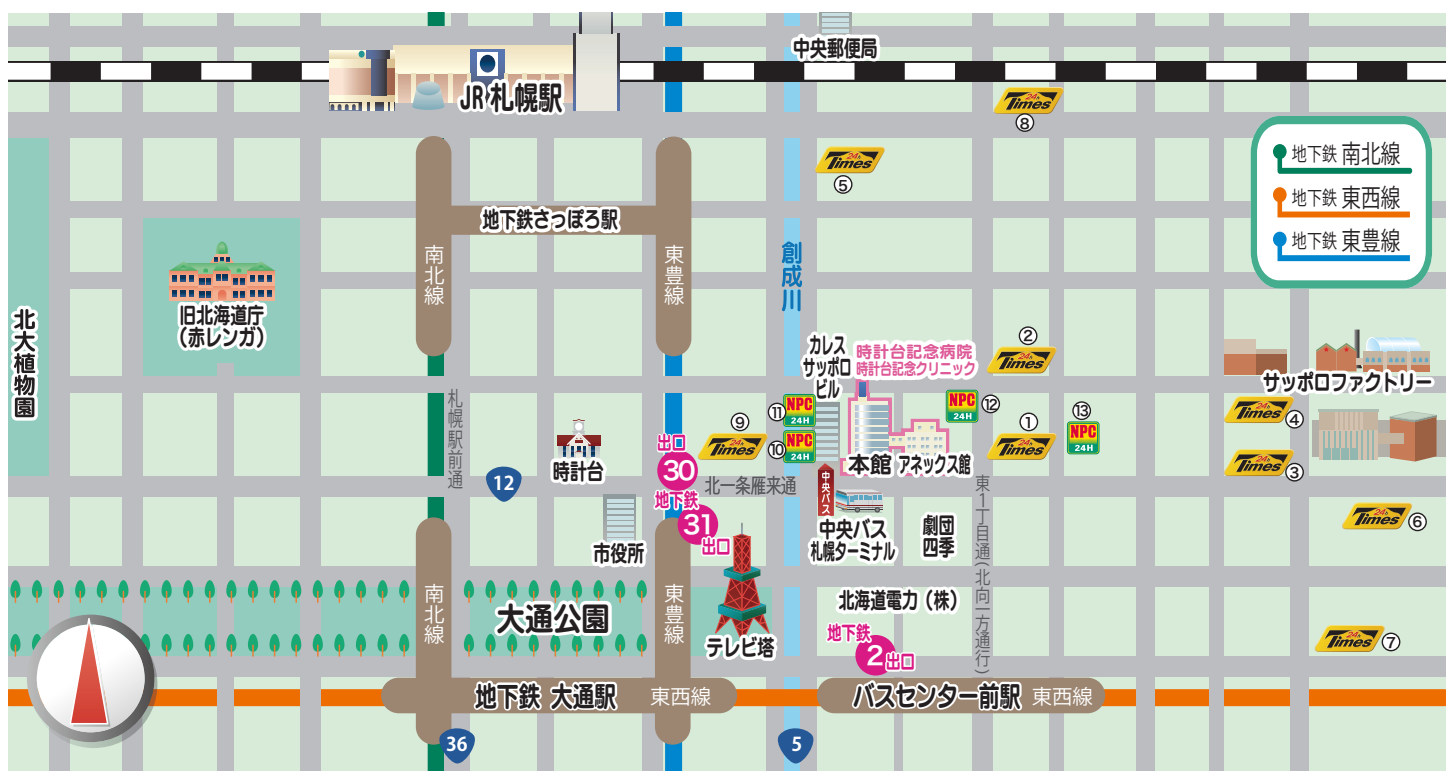 中央郵便局
JR 札幌駅
24h
Times
⑧
24h
Times
⑤
地下鉄 南北線
地下鉄 東西線
地下鉄 東豊線
地下鉄さっぽろ駅
南北線
東豊線
創成川
旧北海道庁
(赤レンガ)
北大植物園
カレス
サッポロ
ビル
時計台記念病院
時計台記念クリニック
②
24h
Times
サッポロファクトリー
札幌駅前通
時計台
⑨
24h
Times
⑪
NPC
24H
⑩
NPC
24H
NPC
24H
⑫
①
24h
Times
⑬
NPC
24H
24h
Times
④
24h
Times
③
本館
アネックス館
出口
30
12
北一条雁来通
地下鉄
31
出口
中央バス
中央バス
札幌ターミナル
劇団
四季
東1丁目通(北向一方通行)
24h
Times
⑥
市役所
南北線
大通公園
東豊線
テレビ塔
北海道電力(株)
地下鉄
2
出口
24h
Times
⑦
地下鉄 大通駅
東西線
バスセンター前駅
東西線
36
5